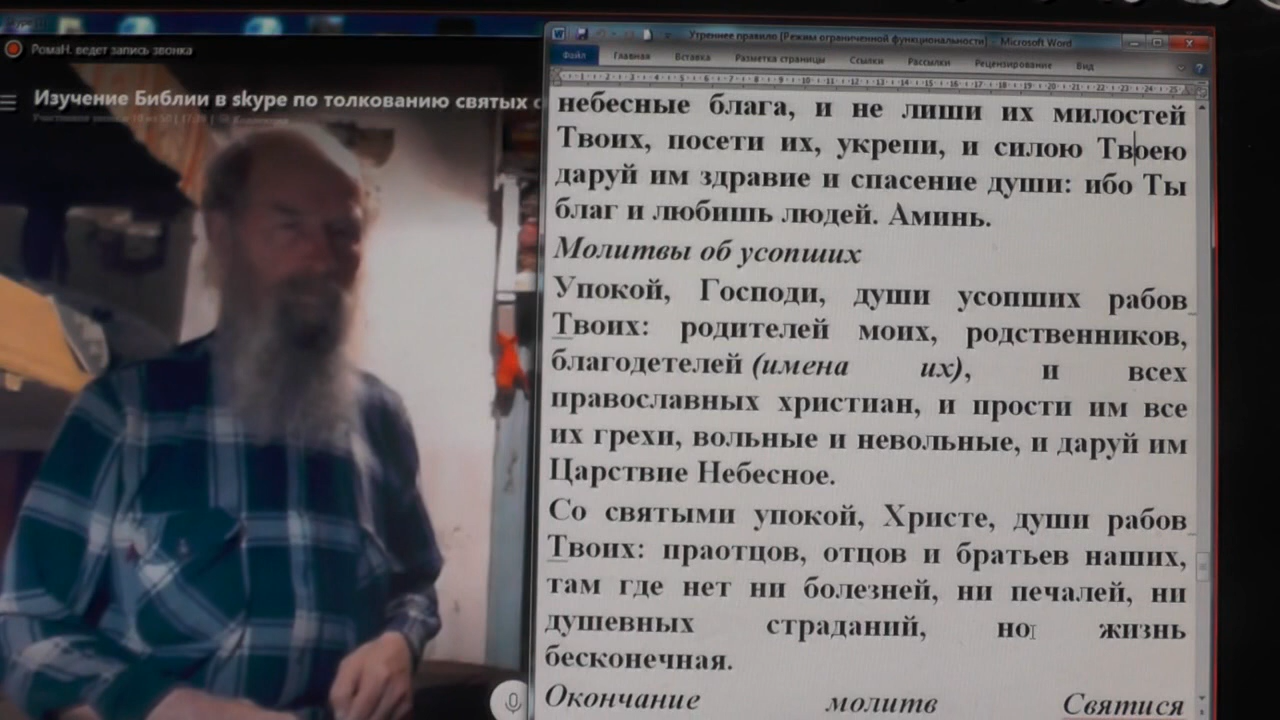 РомаН. ведет запись звонка
Изучение Библии в skype по толкованию святых о
Утреннее правило [Режим ограниченной функциональности] - Microsoft Word
Файл Главная Вставка Разметка страницы Ссылки Рассылки Рецензирование Вид
небесные блага, и не лиши их милостей
Твоих, посети их, укрепи, и силою Твоею
даруй им здравие и спасение души: ибо Ты
благ и любишь людей. Аминь.
Молитвы об усопших
Упокой, Господи, души усопших рабов
Твоих: родителей моих, родственников,
благодетелей (имена их), и всех
православных христиан, и прости им все
их грехи, вольные и невольные, и даруй им
Царствие Небесное.
Со святыми упокой, Христе, души рабов
Твоих: праотцов, отцов и братьев наших,
там где нет ни болезней, ни печалей, ни
душевных страданий, но жизнь
бесконечная.
Окончание молитв Святися